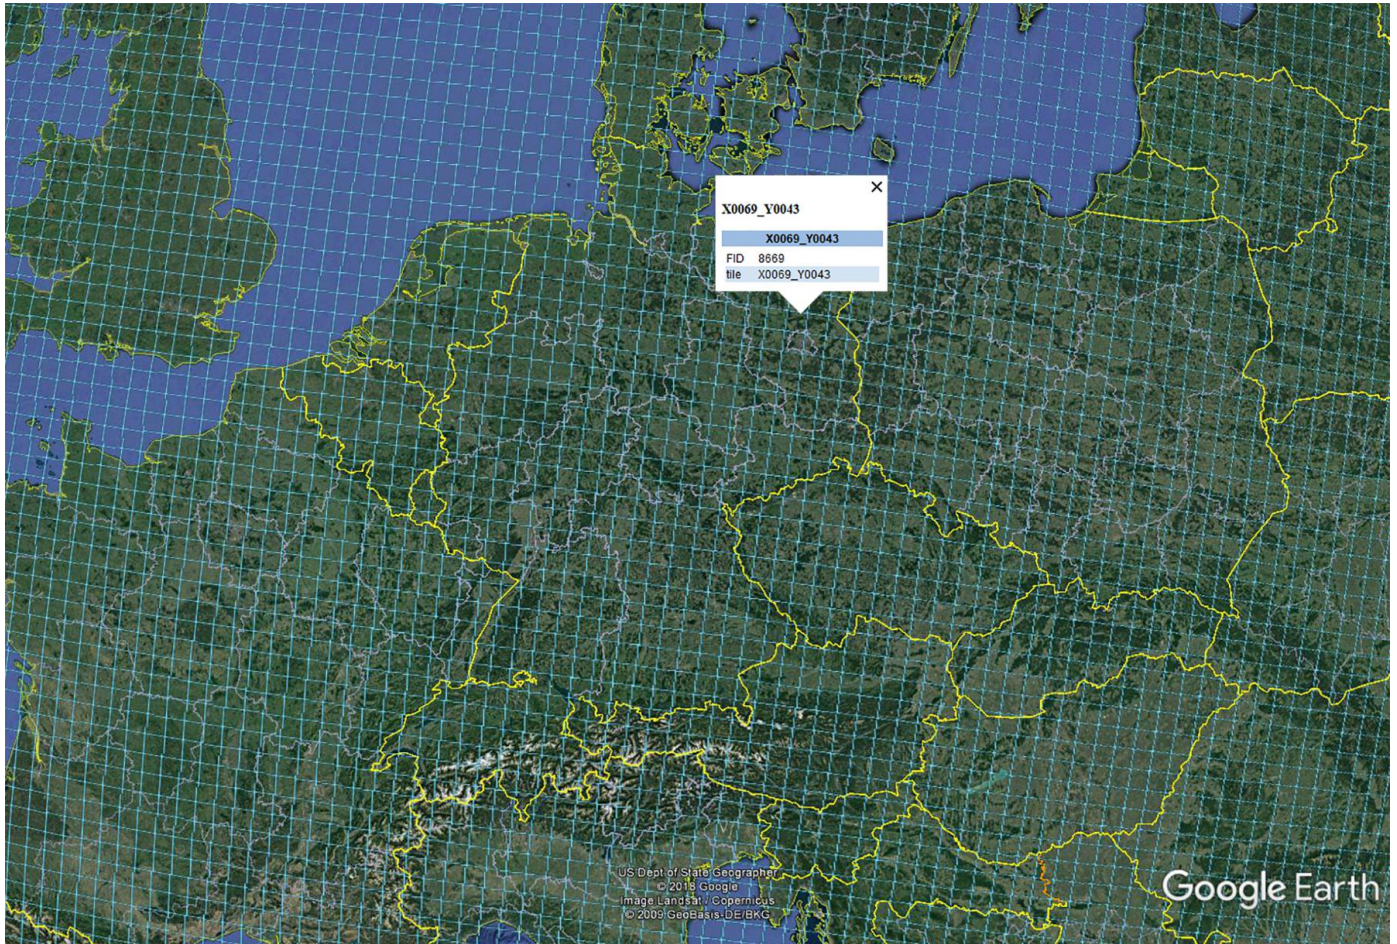 X0069_Y0043
X0069_Y0043
FID 8669
tile X0069_Y0043
US Dept of State Geographer
© 2018 Google
Image Landsat / Copernicus
© 2009 GeoBasis-DE/BKG
Google Earth